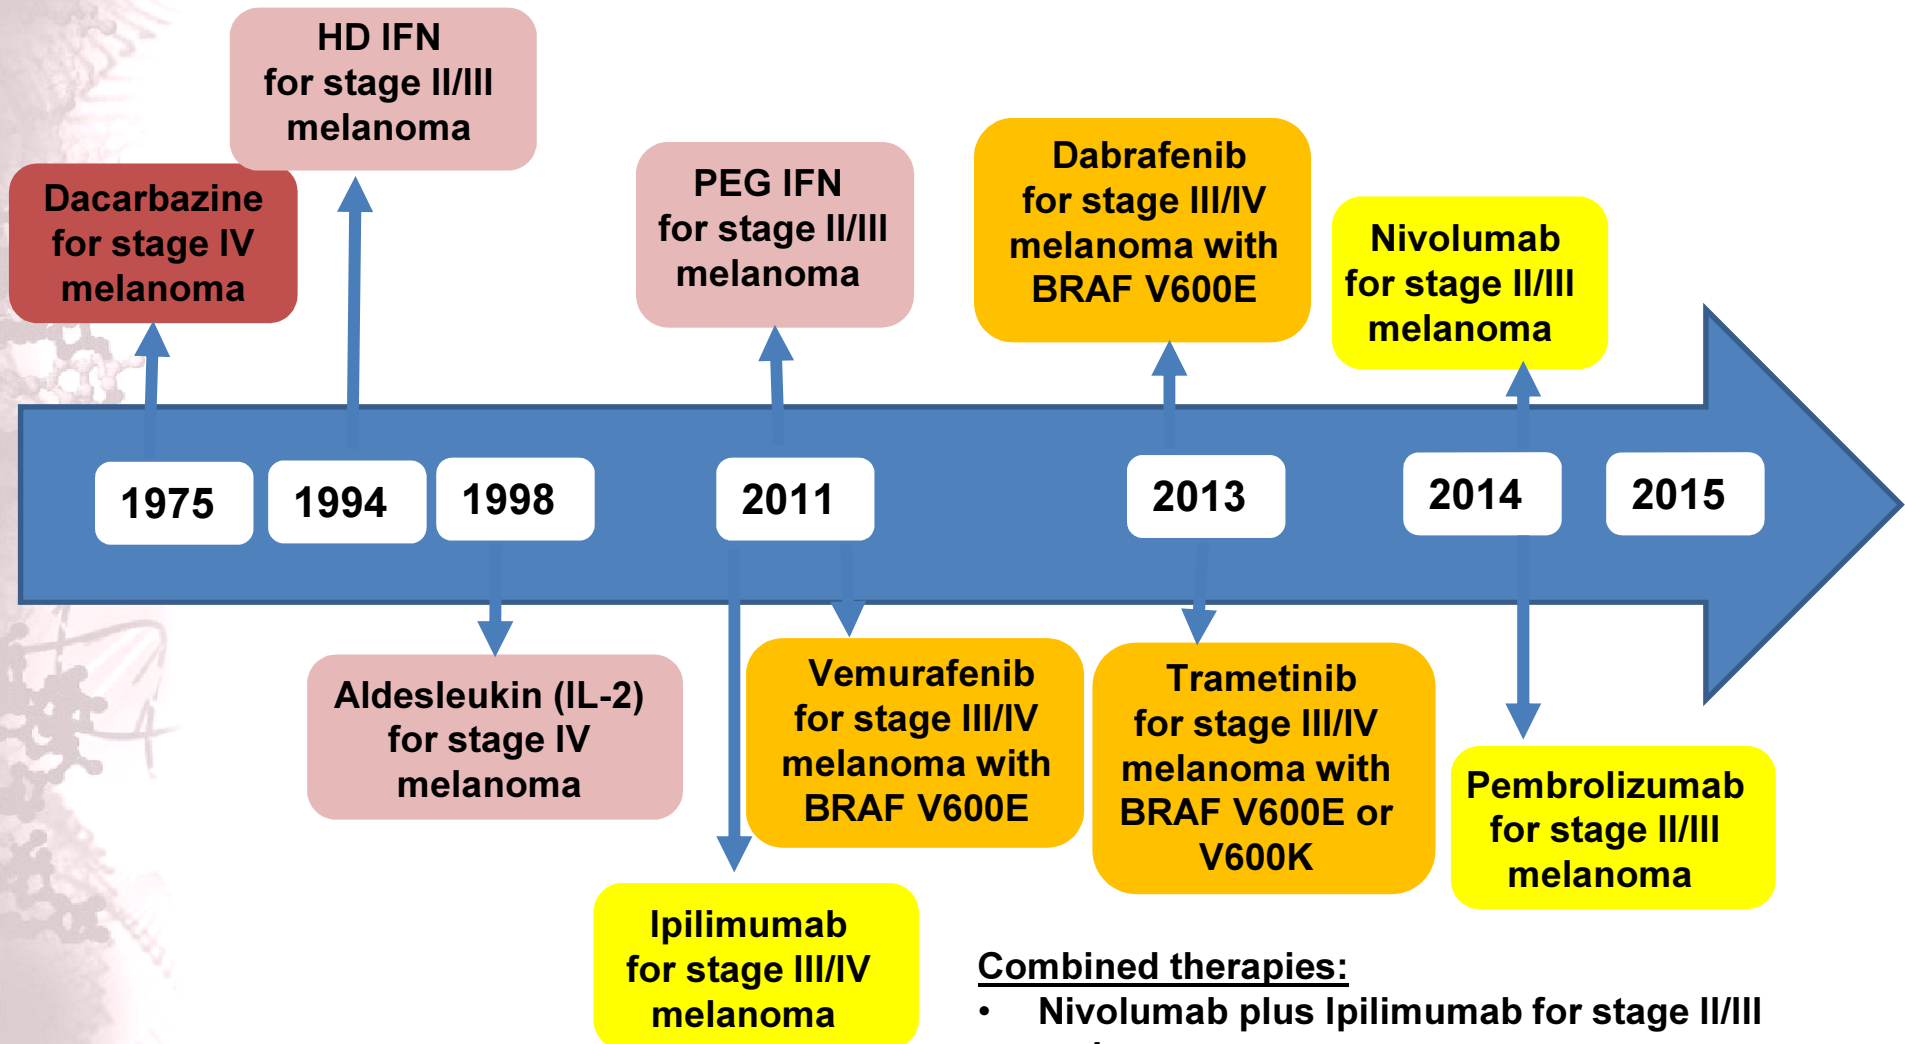 HD IFN
for stage II/III
melanoma
Dacarbazine
for stage IV
melanoma
PEG IFN
for stage II/III
melanoma
Dabrafenib
for stage III/IV
melanoma with
BRAF V600E
Nivolumab
for stage II/III
melanoma
1975
1994
1998
2011
2013
2014
2015
Aldesleukin (IL-2)
for stage IV
melanoma
Vemurafenib
for stage III/IV
melanoma with
BRAF V600E
Trametinib
for stage III/IV
melanoma with
BRAF V600E or
V600K
Pembrolizumab
for stage II/III
melanoma
Ipilimumab
for stage III/IV
melanoma
Combined therapies:
• Nivolumab plus Ipilimumab for stage II/III